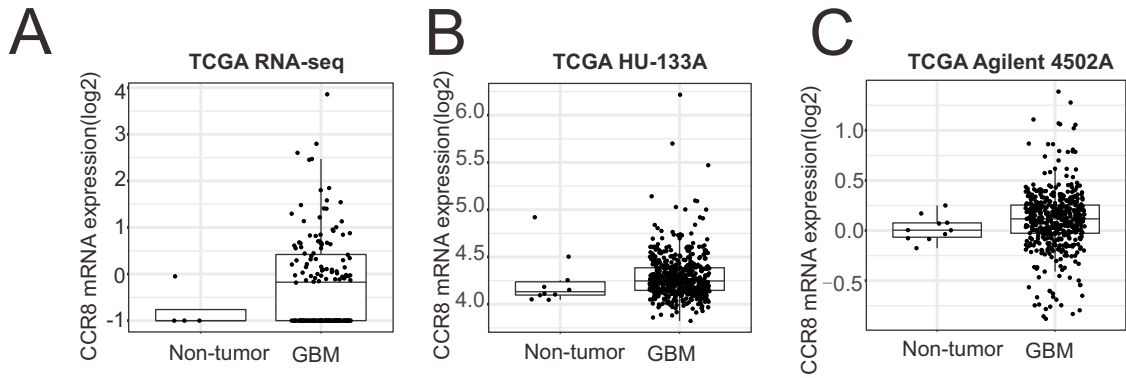 A
TCGA RNA-seq
CCR8 mRNA expression(log2)
4
3
2
1
0
-1
Non-tumor GBM
B
TCGA HU-133A
CCR8 mRNA expression(log2)
6.0
5.5
5.0
4.5
4.0
Non-tumor GBM
C
TCGA Agilent 4502A
CCR8 mRNA expression(log2)
1.0
0.5
0.0
−0.5
Non-tumor GBM